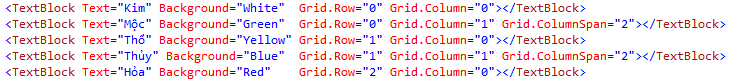 <TextBlock Text="Kim" Background="White"  Grid.Row="0" Grid.Column="0"></TextBlock>
<TextBlock Text="Mộc" Background="Green"  Grid.Row="0" Grid.Column="1" Grid.ColumnSpan="2"></TextBlock>
<TextBlock Text="Thổ" Background="Yellow" Grid.Row="1" Grid.Column="0"></TextBlock>
<TextBlock Text="Thủy" Background="Blue"  Grid.Row="1" Grid.Column="1" Grid.ColumnSpan="2"></TextBlock>
<TextBlock Text="Hỏa" Background="Red"    Grid.Row="2" Grid.Column="0"></TextBlock>